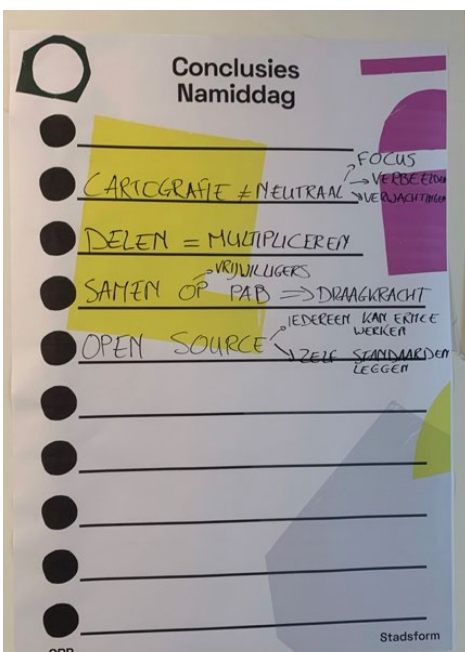 Conclusies
Namiddag
FOCUS
CARTOGRAFIE ≠ NEUTRAAL → VERBEELDEN
VERWACHTINGEN
DELEN = MULTIPLICEREN
VRIJWILLIGERS
SAMEN OP PAB => DRAAGKRACHT
IEDEREEN KAN ERMEE
WERKEN
OPEN SOURCE
ZELF STANDAARDEN
LEGGEN
Stadsform